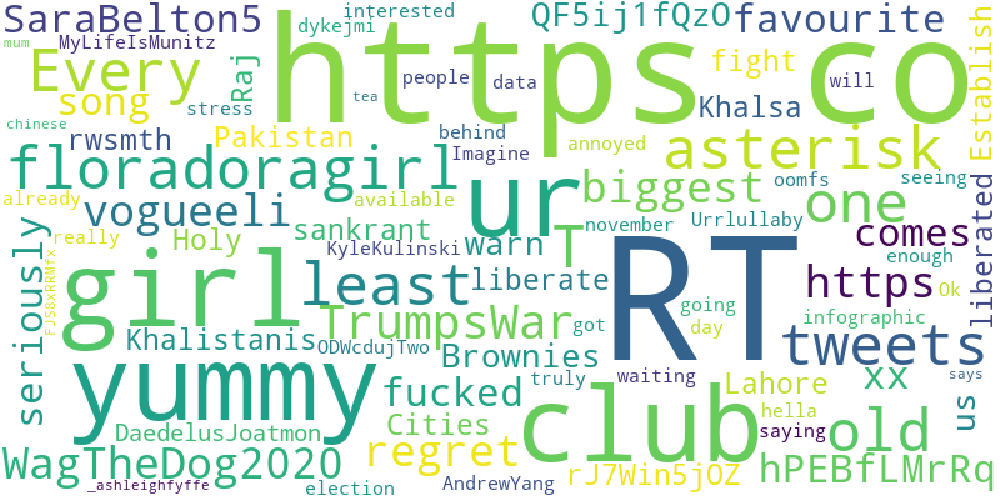 SaraBelton5
interested
QF5ij1fQzO
favourite
dykejmi
mum
MyLifeIsMunitz
https co
Every
Raj
people
data
will
fight
Establish
song
stress
tea
Khalsa
chinese
rwsmth
Pakistan
behind
Imagine
annoyed
asterisk
floradoragirl
ur
biggest
oomfs
seeing
already
available
one
vogueeli
sankrant
november
Urrlullaby
comes
really
Holy
KyleKulinski
warn
T
enough
liberated
seriously
FJS8xRRMfx
girl
least
liberate
RT
https
Ok
going
day
infographic
TrumpsWar
got
Khalistanis
ODWcdujTwo
Brownies
tweets
yummy
fucked
truly
waiting
Lahore
xx
says
us
DaedelusJoatmon
Cities
club
hella
saying
old
WagTheDog2020
regret
rJ7Win5jOZ
hPEBfLMrRq
_ashleighfyffe
election
AndrewYang